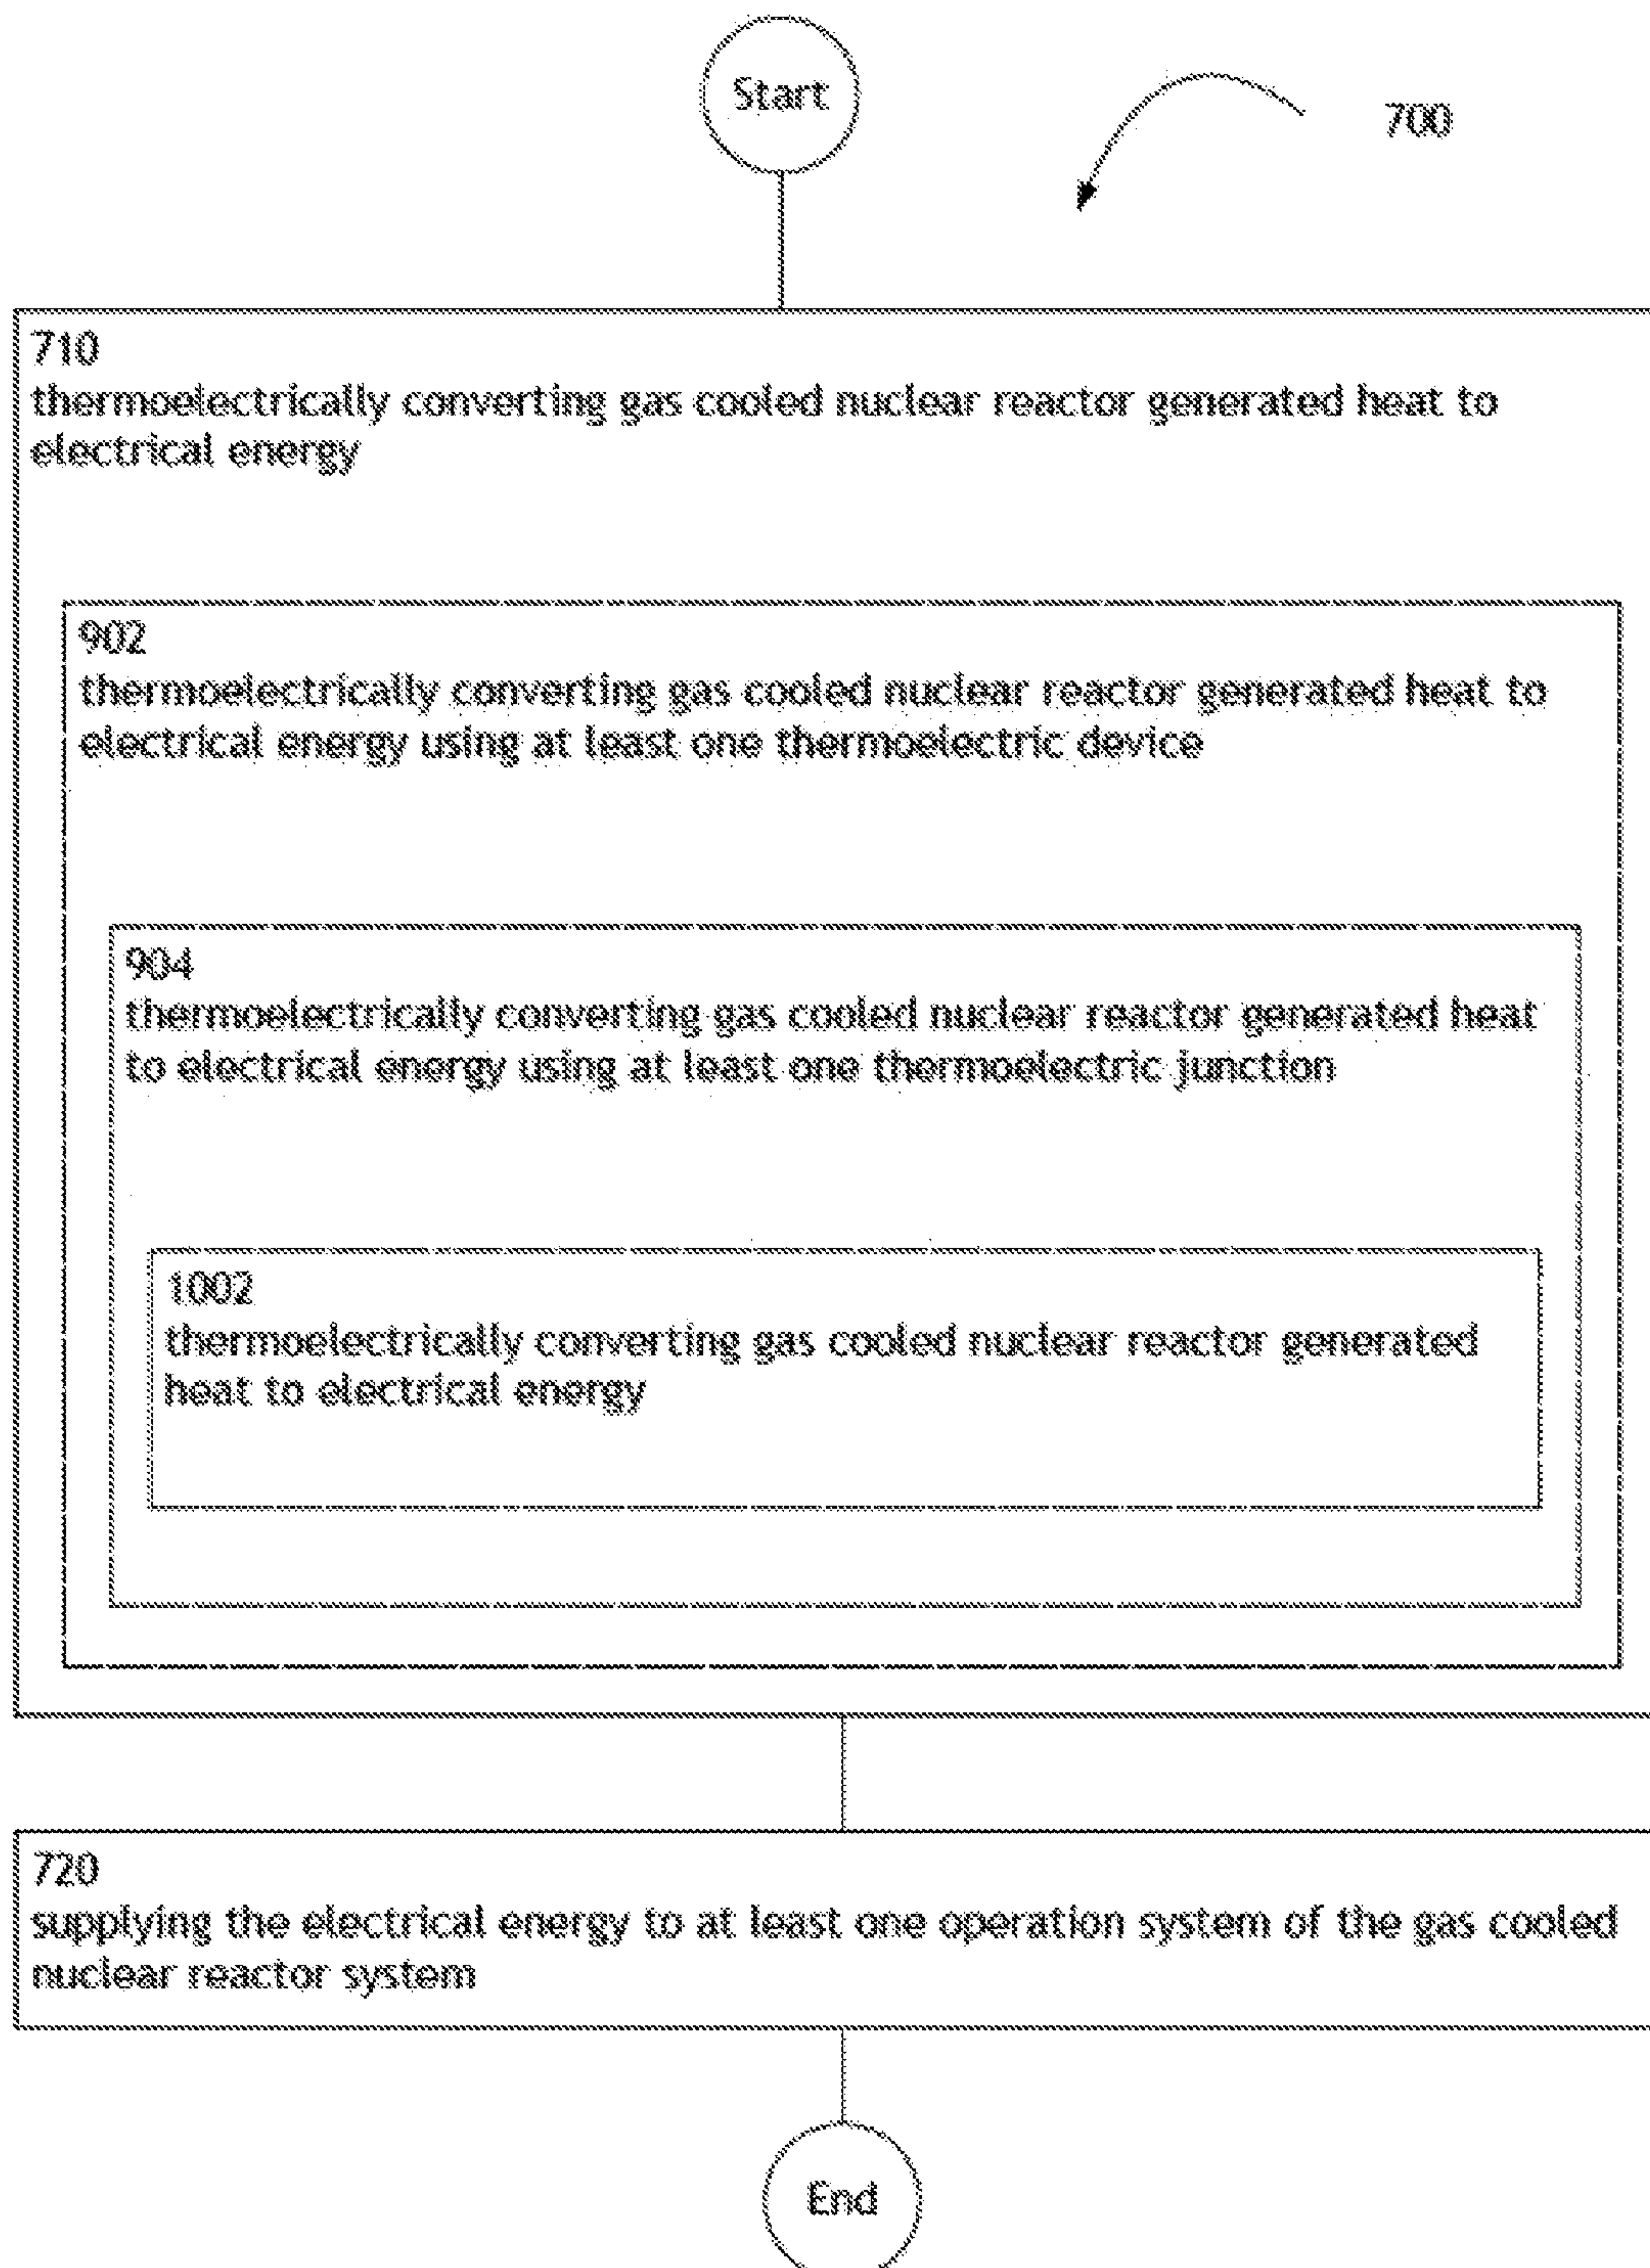 Start
700
710
thermoelectrically converting gas cooled nuclear reactor generated heat to
electrical energy
902
thermoelectrically converting gas cooled nuclear reactor generated heat to
electrical energy using at least one thermoelectric device
904
thermoelectrically converting gas cooled nuclear reactor generated heat
to electrical energy using at least one thermoelectric junction
1002
thermoelectrically converting gas cooled nuclear reactor generated
heat to electrical energy
720
supplying the electrical energy to at least one operation system of the gas cooled
nuclear reactor system
End